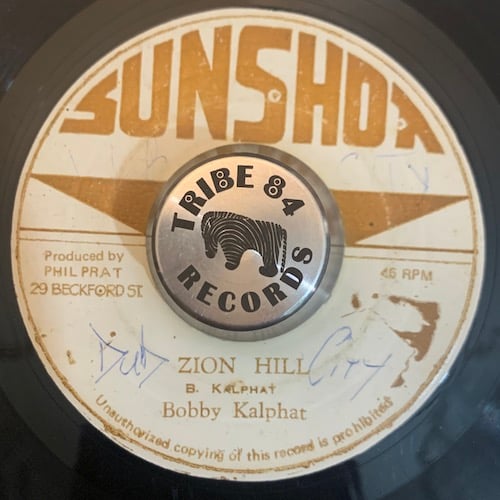 SUNSHOT
TRIBE 84
RECORDS
Produced by
PHIL PRAT
29 BECKFORD ST.
45 RPM
Dub ZION HILL City
B. KALPHAT
Bobby Kalphat
Unauthorized copying of this record is prohibited